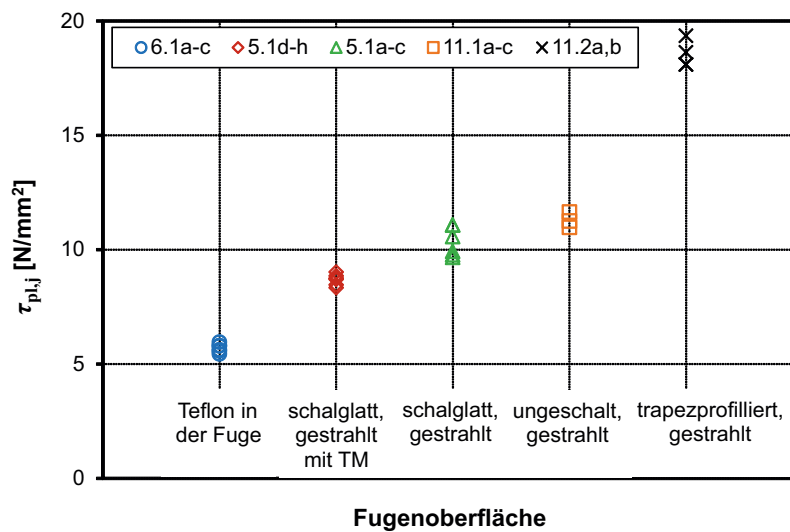 20
6.1a-c 5.1d-h 5.1a-c 11.1a-c 11.2a,b
15
10
5
0
τpl,j [N/mm²]
Teflon in
der Fuge
schalglatt,
gestrahlt
mit TM
schalglatt,
gestrahlt
ungeschalt,
gestrahlt
trapezprofilliert,
gestrahlt
Fugenoberfläche